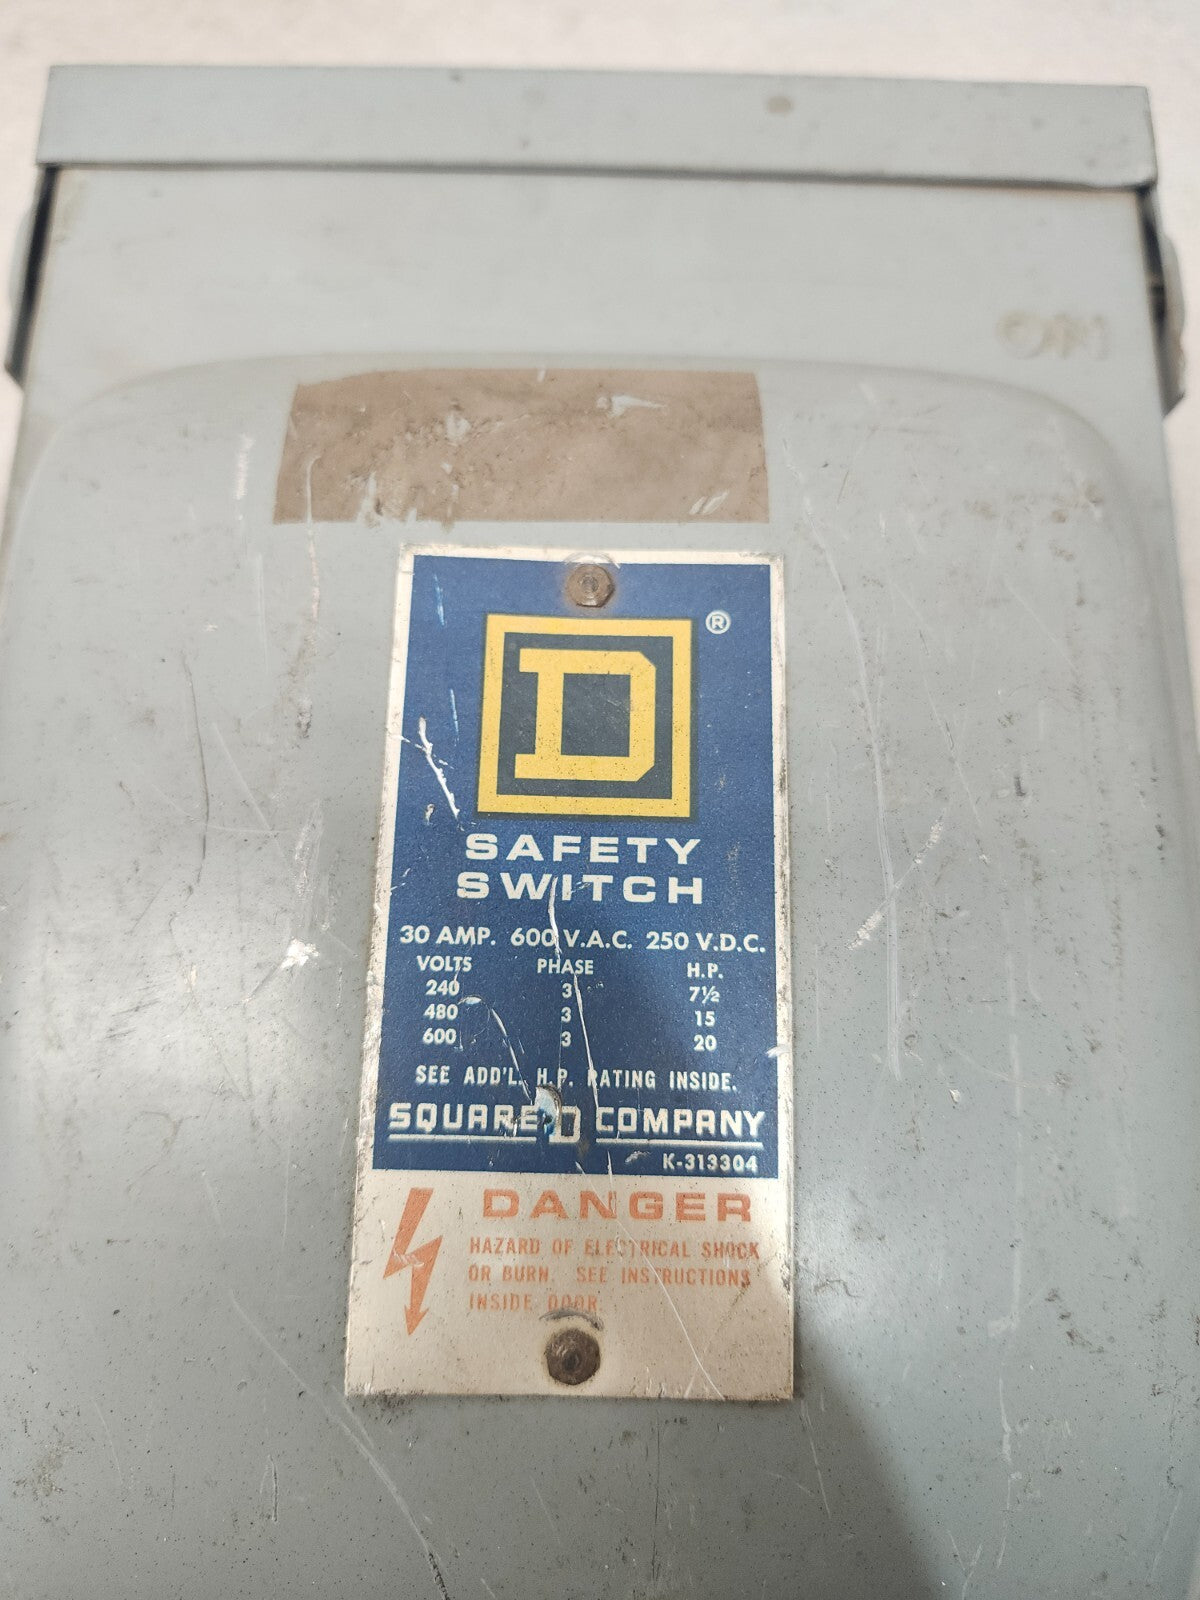 D ®
SAFETY
SWITCH
30 AMP. 600 V.A.C. 250 V.D.C.
VOLTS PHASE H.P.
240 3 7½
480 3 15
600 3 20
SEE ADD'L. H.P. RATING INSIDE.
SQUARE D COMPANY
K-313304
DANGER
HAZARD OF ELECTRICAL SHOCK
OR BURN. SEE INSTRUCTIONS
INSIDE DOOR.